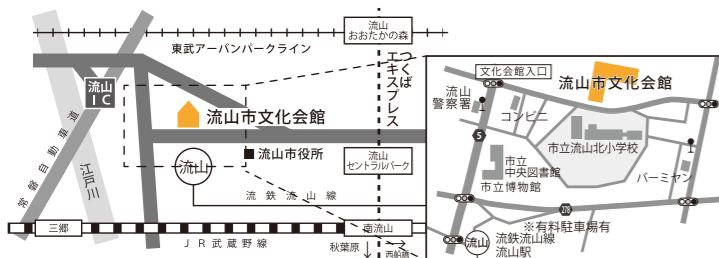 流山
おおたかの森
東武アーバンパークライン
つくば
エキスプレス
流山
IC
流山市文化会館
常磐自動車道
江戸川
流山
流山市役所
流山
セントラルパーク
流鉄流山線
三郷
南流山
JR武蔵野線
秋葉原
西船橋
文化会館入口
流山市文化会館
流山
警察署
コンビニ
5
市立流山北小学校
市立
中央図書館
市立博物館
バーミヤン
278
※有料駐車場有
流山
流鉄流山線
流山駅